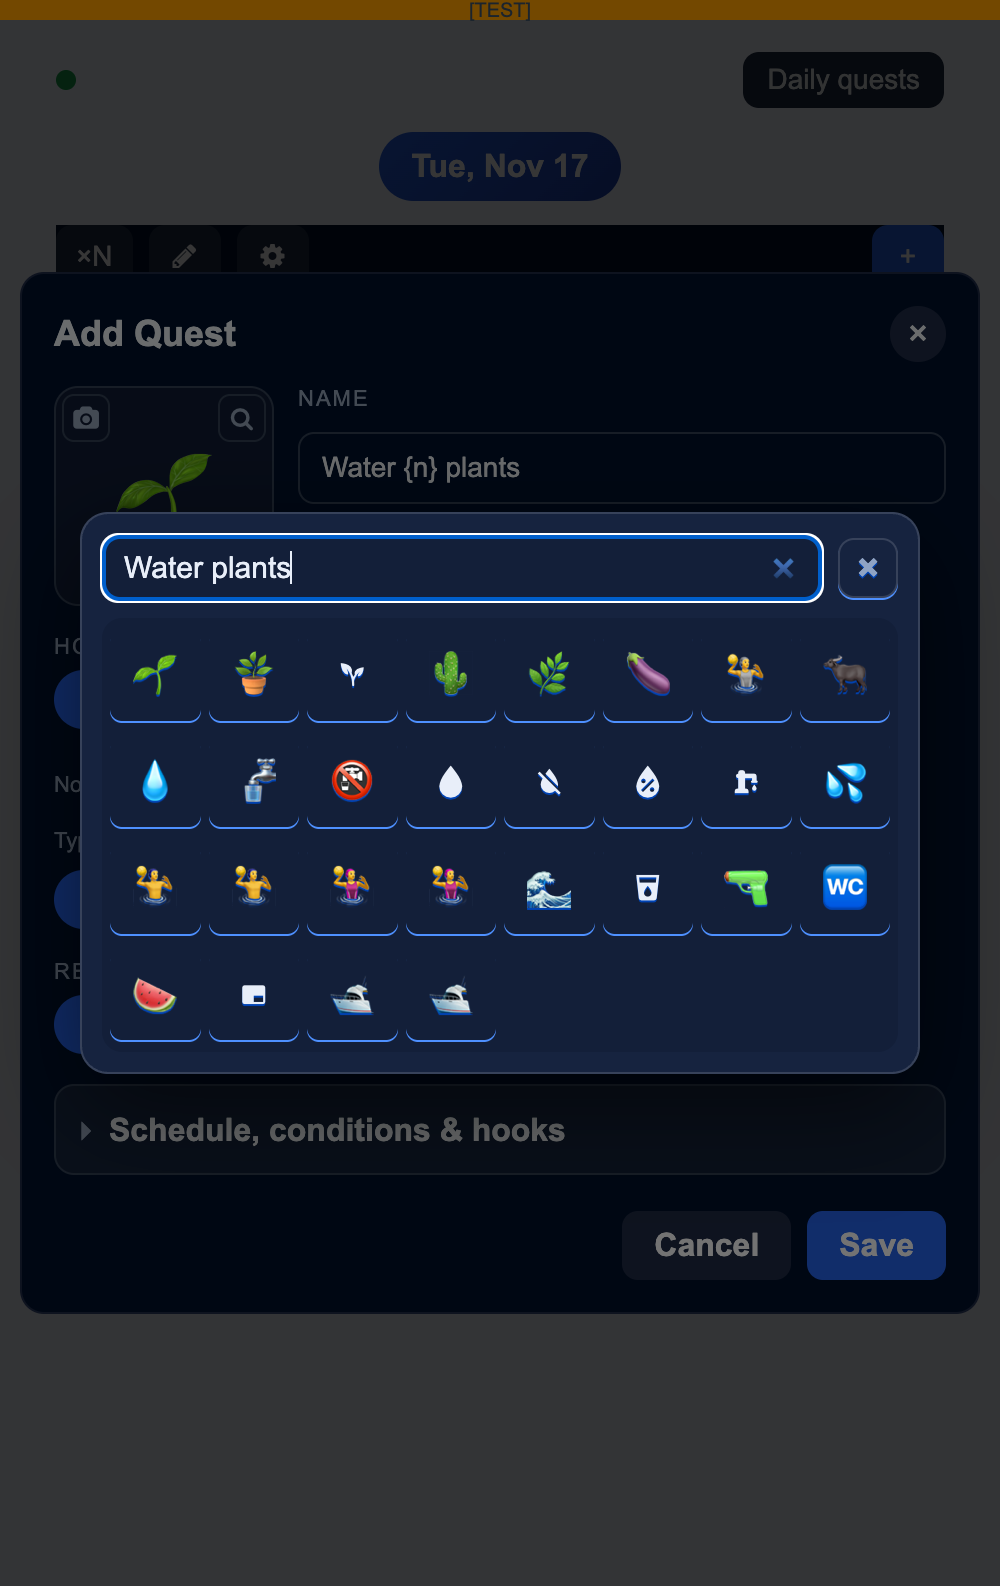 [TEST]
Daily quests
Tue, Nov 17
×N
+
Add Quest
NAME
Water {n} plants
Water plants
WC
Schedule, conditions & hooks
Cancel
Save